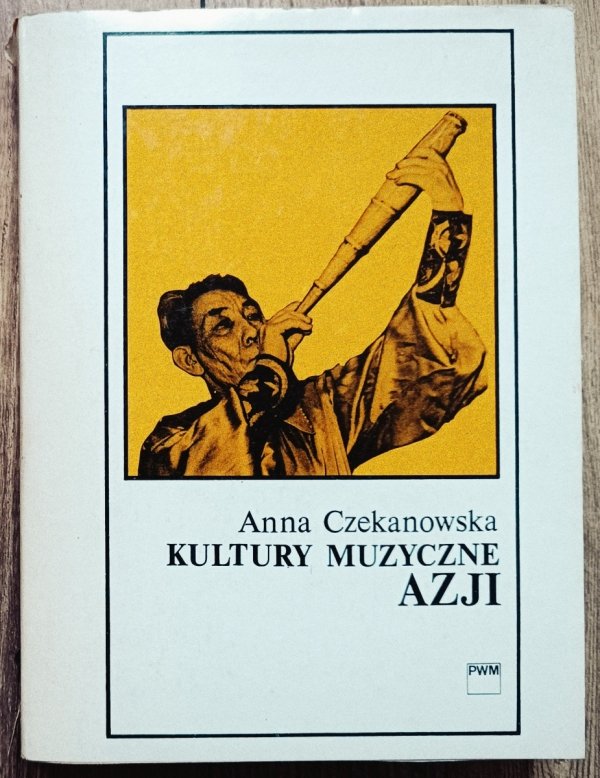 Anna Czekanowska
KULTURY MUZYCZNE
AZJI
PWM